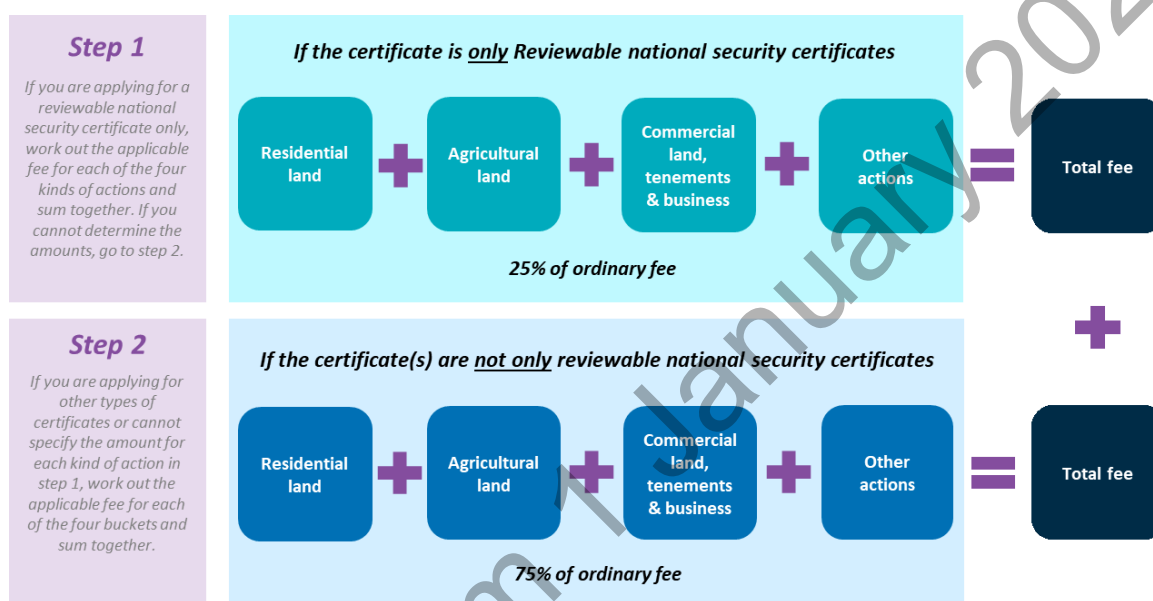 Step 1
If you are applying for a
reviewable national
security certificate only,
work out the applicable
fee for each of the four
kinds of actions and
sum together. If you
cannot determine the
amounts, go to step 2.
If the certificate is only Reviewable national security certificates
Residential
land
+
Agricultural
land
+
Commercial
land,
tenements
& business
+
Other
actions
=
Total fee
25% of ordinary fee
+
Step 2
If you are applying for
other types of
certificates or cannot
specify the amount for
each kind of action in
step 1, work out the
applicable fee for each
of the four buckets and
sum together.
If the certificate(s) are not only reviewable national security certificates
Residential
land
+
Agricultural
land
+
Commercial
land,
tenements
& business
+
Other
actions
=
Total fee
75% of ordinary fee
1 January